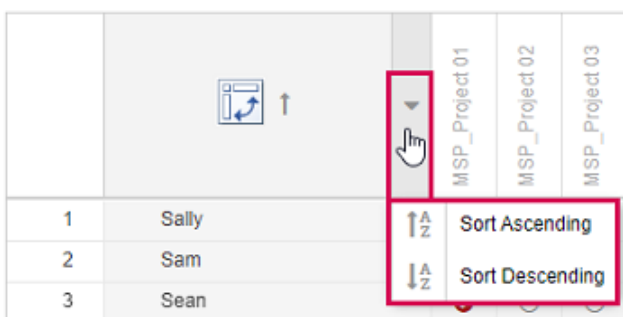 MSP_Project 01
MSP_Project 02
MSP_Project 03
1 Sally
2 Sam
3 Sean
A Z Sort Ascending
A Z Sort Descending